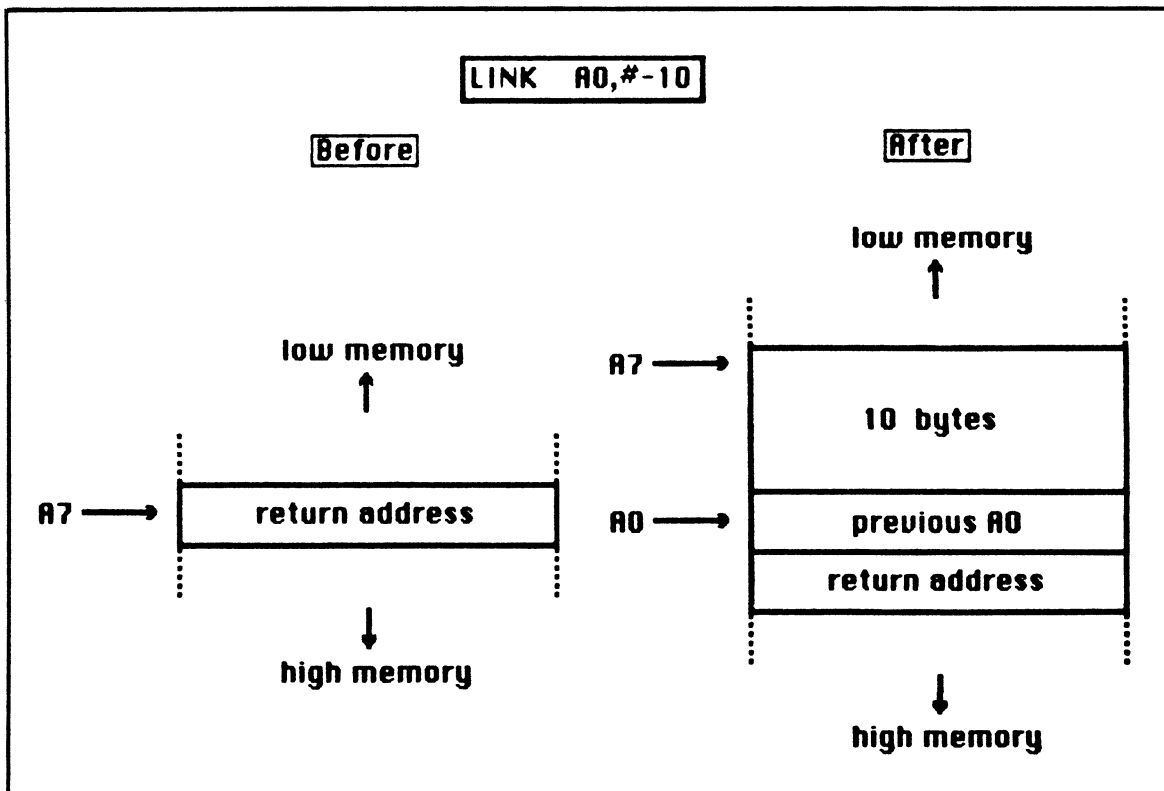 LINK A0,#-10
Before
After
low memory
A7
return address
high memory
low memory
A7
10 bytes
A0
previous A0
return address
high memory